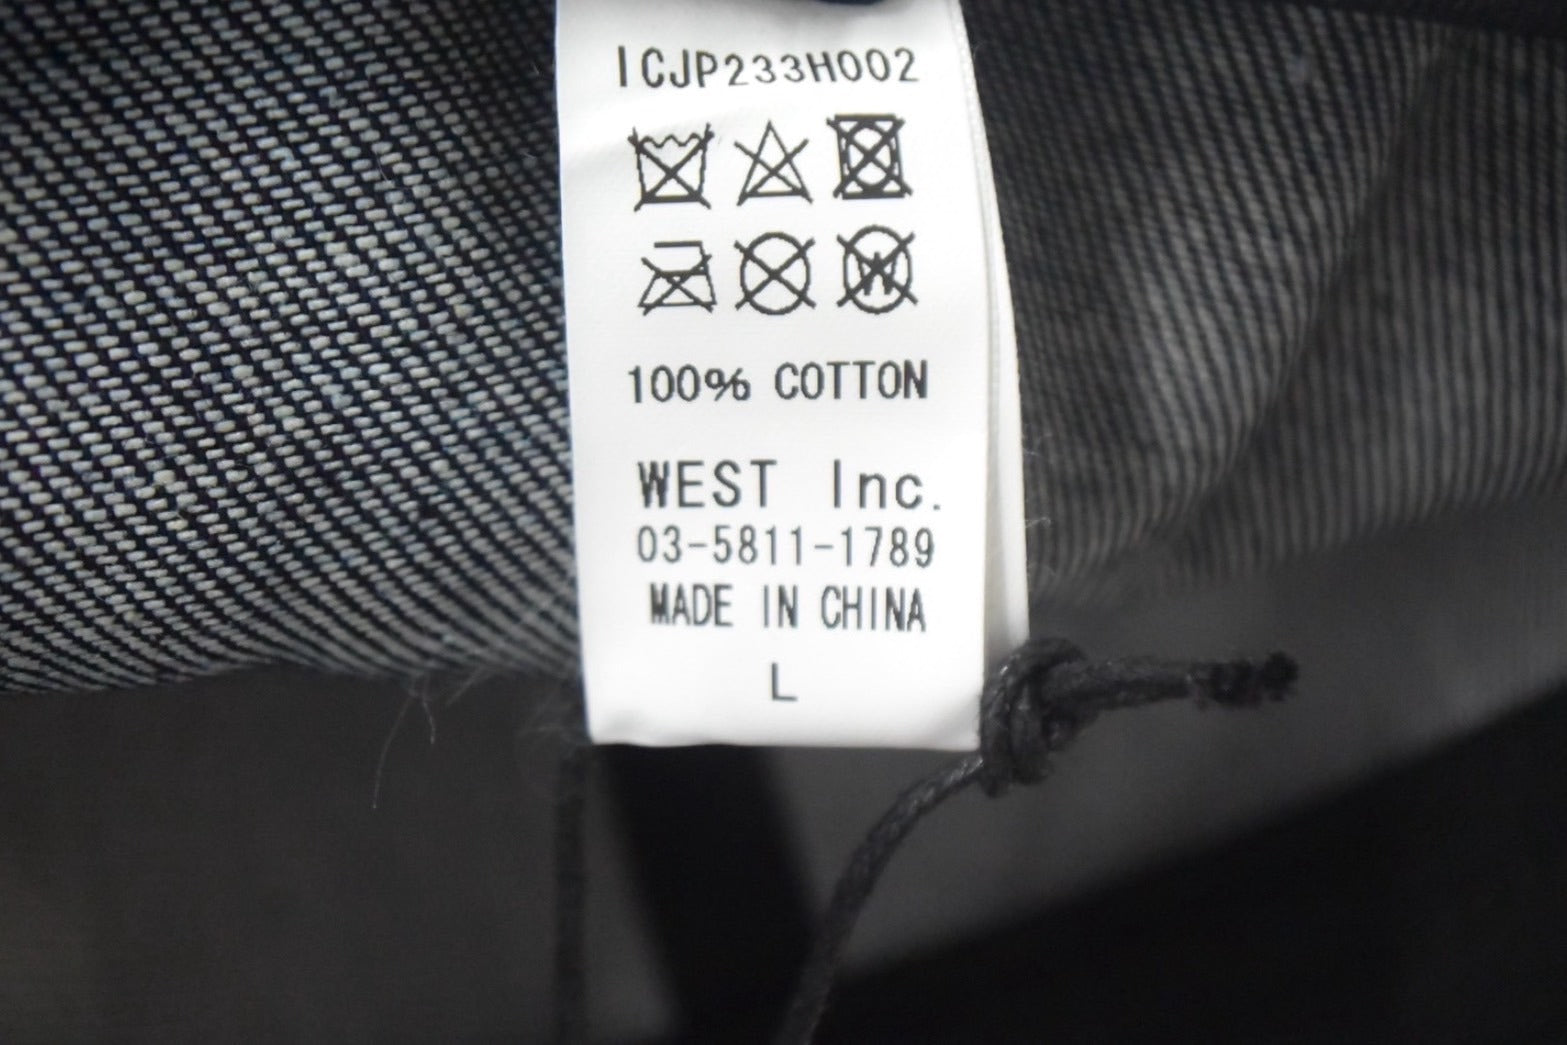 ICJP233H002
100% COTTON
WEST Inc.
03-5811-1789
MADE IN CHINA
L